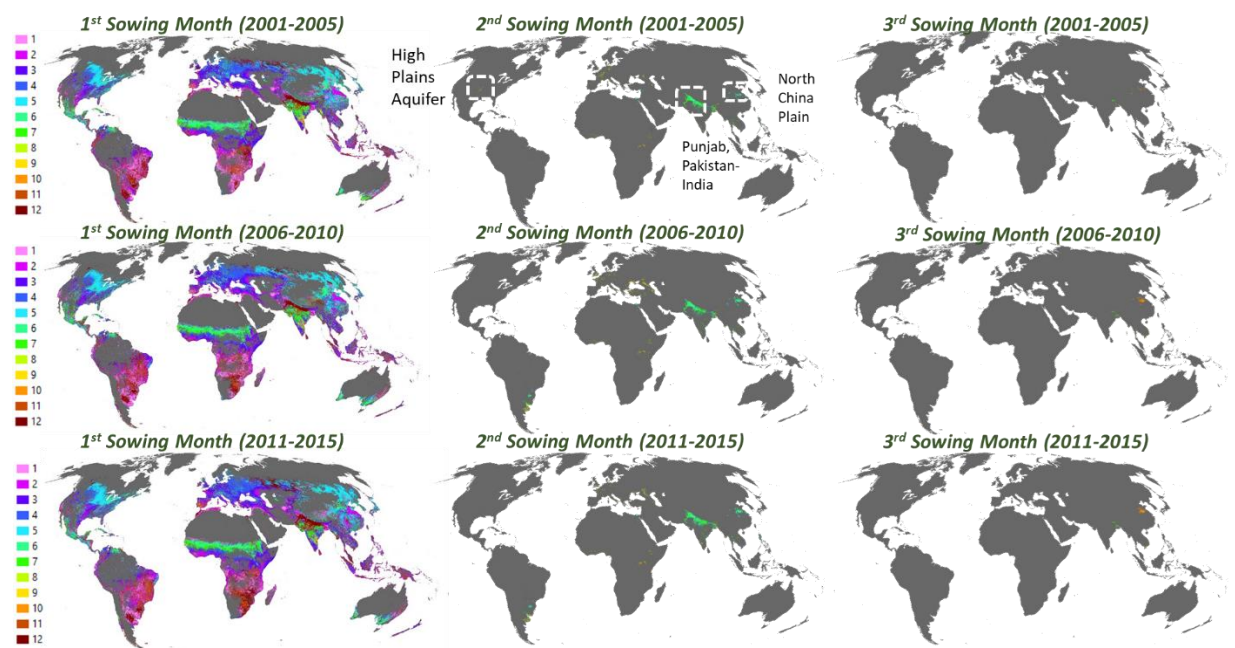 1st Sowing Month (2001-2005)
2nd Sowing Month (2001-2005)
3rd Sowing Month (2001-2005)
1
2
3
4
5
6
7
8
9
10
11
12
High
Plains
Aquifer
North
China
Plain
Punjab,
Pakistan-
India
1st Sowing Month (2006-2010)
2nd Sowing Month (2006-2010)
3rd Sowing Month (2006-2010)
1
2
3
4
5
6
7
8
9
10
11
12
1st Sowing Month (2011-2015)
2nd Sowing Month (2011-2015)
3rd Sowing Month (2011-2015)
1
2
3
4
5
6
7
8
9
10
11
12